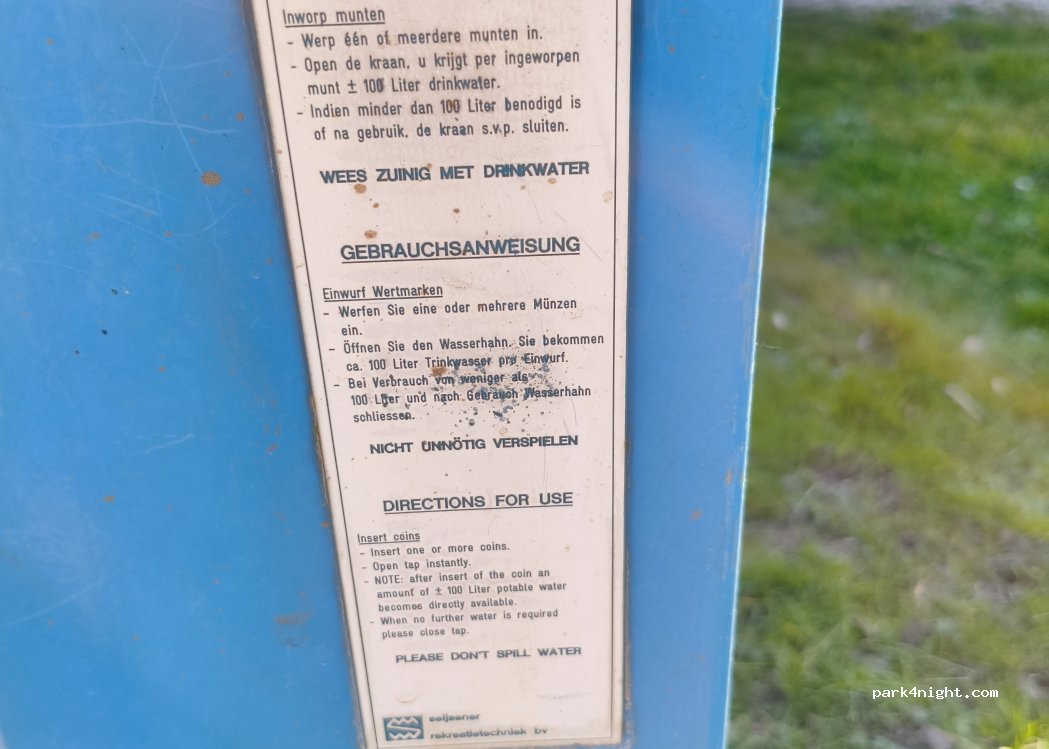 Inworp munten
- Werp één of meerdere munten in.
- Open de kraan, u krijgt per ingeworpen
munt ± 100 Liter drinkwater.
- Indien minder dan 100 Liter benodigd is
of na gebruik, de kraan s.v.p. sluiten.
WEES ZUINIG MET DRINKWATER
GEBRAUCHSANWEISUNG
Einwurf Wertmarken
- Werfen Sie eine oder mehrere Münzen
ein.
- Öffnen Sie den Wasserhahn. Sie bekommen
ca. 100 Liter Trinkwasser pro Einwurf.
- Bei Verbrauch von weniger als
100 Liter und nach Gebrauch Wasserhahn
schliessen.
NICHT UNNÖTIG VERSPIELEN
DIRECTIONS FOR USE
Insert coins
- Insert one or more coins.
- Open tap instantly.
- NOTE: after insert of the coin an
amount of ± 100 Liter potable water
becomes directly available.
- When no further water is required
please close tap.
PLEASE DON'T SPILL WATER
seijsener
rekreatietechniek bv
park4night.com